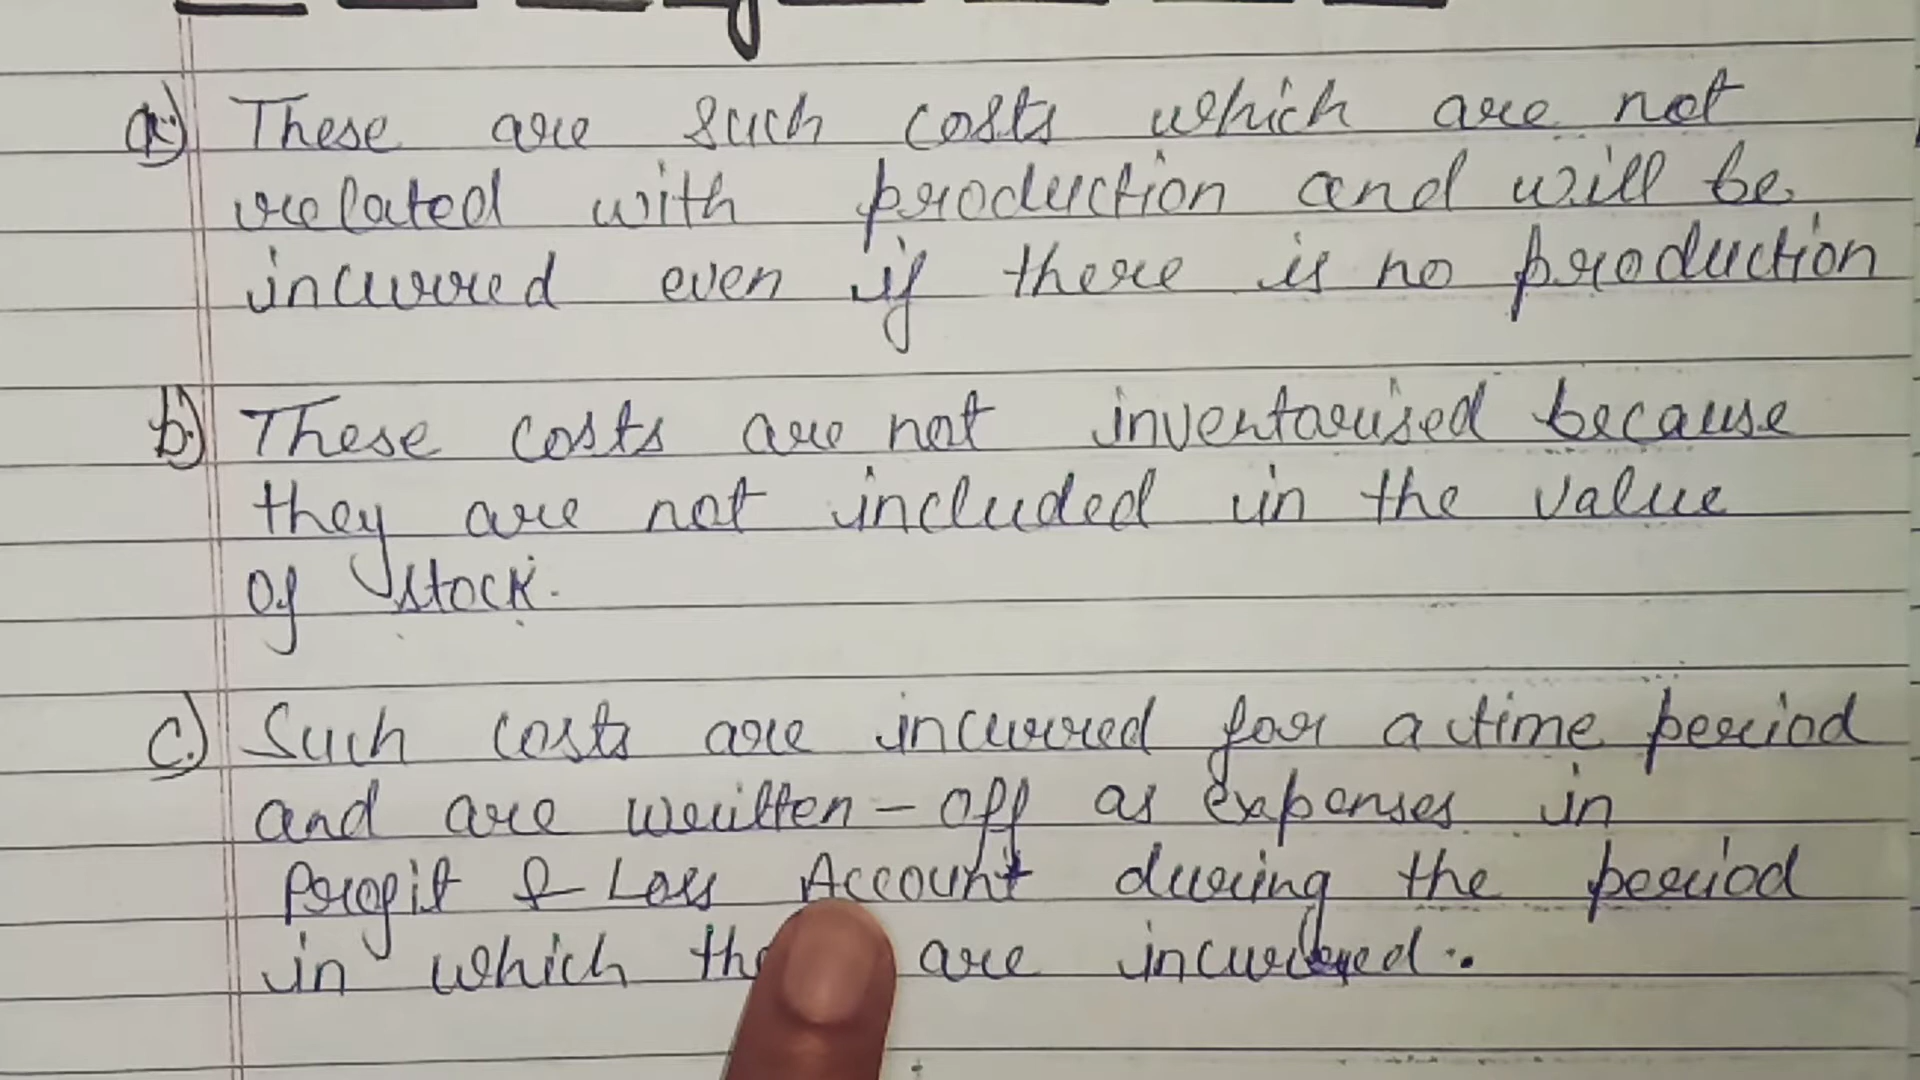 a) These are such costs which are not
related with production and will be
incurred even if there is no production
b) These costs are not inventorised because
they are not included in the value
of stock.
c.) Such costs are incurred for a time period
and are written-off as expenses in
Profit & Loss Account during the period
in which are incurred.